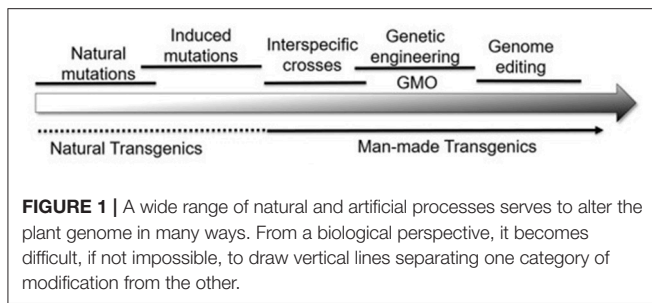 Natural mutations
Induced mutations
Interspecific crosses
Genetic engineering
GMO
Genome editing
Natural Transgenics
Man-made Transgenics
FIGURE 1 | A wide range of natural and artificial processes serves to alter the
plant genome in many ways. From a biological perspective, it becomes
difficult, if not impossible, to draw vertical lines separating one category of
modification from the other.